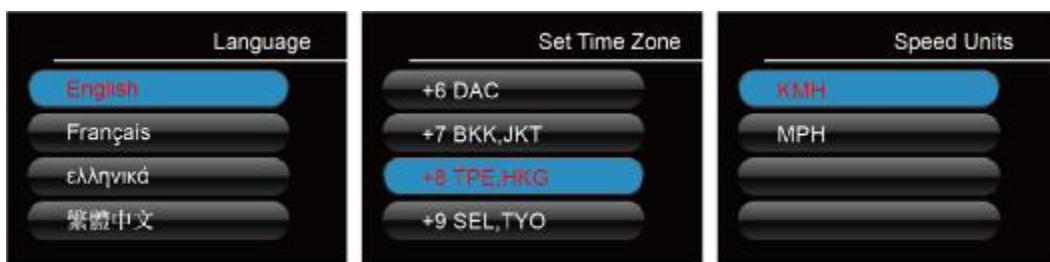 Language
English
Français
ελληνικά
繁體中文
Set Time Zone
+6 DAC
+7 BKK,JKT
+8 TPE,HKG
+9 SEL,TYO
Speed Units
KMH
MPH